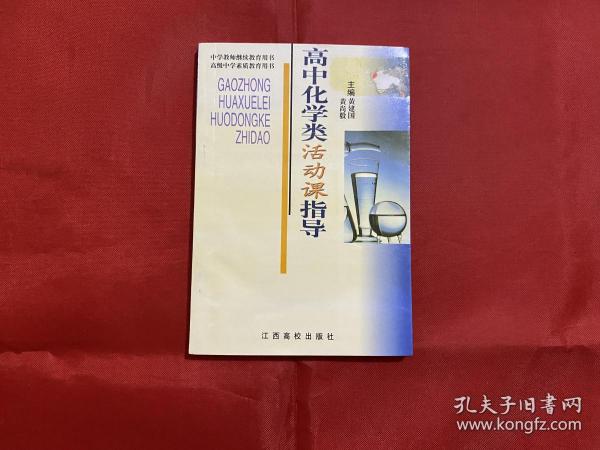 中学教师继续教育用书
高级中学素质教育用书
GAOZHONG
HUAXUELEI
HUODONGKE
ZHIDAO
高中化学类活动课指导
主编 黄建国
黄尚毅
江西高校出版社
孔夫子旧书网
www.kongfz.com